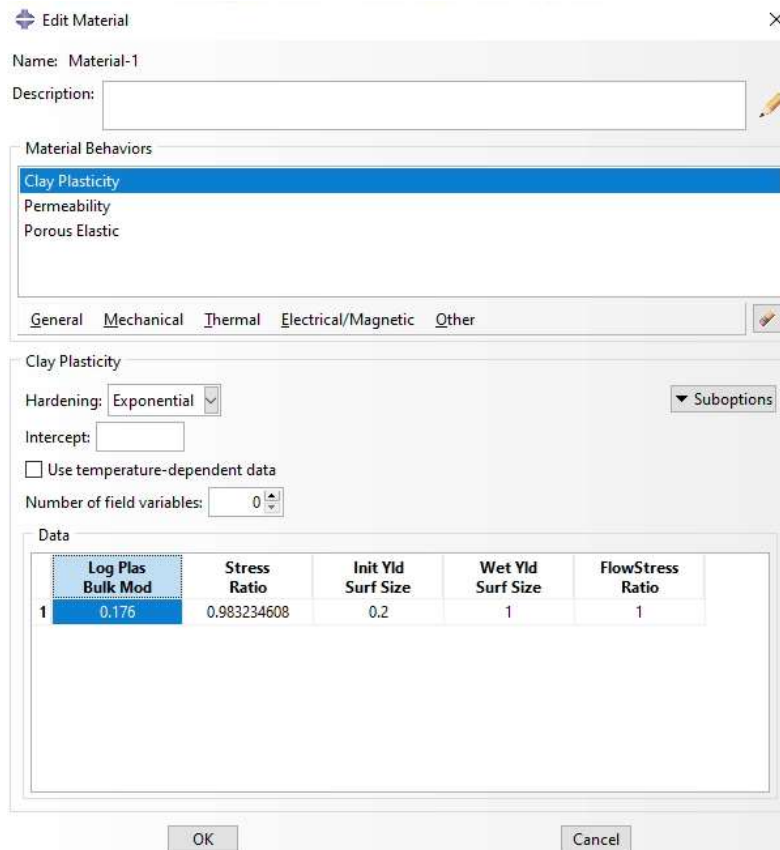 Edit Material
Name: Material-1
Description:
Material Behaviors
Clay Plasticity
Permeability
Porous Elastic
General Mechanical Thermal Electrical/Magnetic Other
Clay Plasticity
Hardening: Exponential
Suboptions
Intercept:
Use temperature-dependent data
Number of field variables: 0
Data
Log Plas Stress Init Yld Wet Yld FlowStress
Bulk Mod Ratio Surf Size Surf Size Ratio
1 0.176 0.983234608 0.2 1 1
OK Cancel